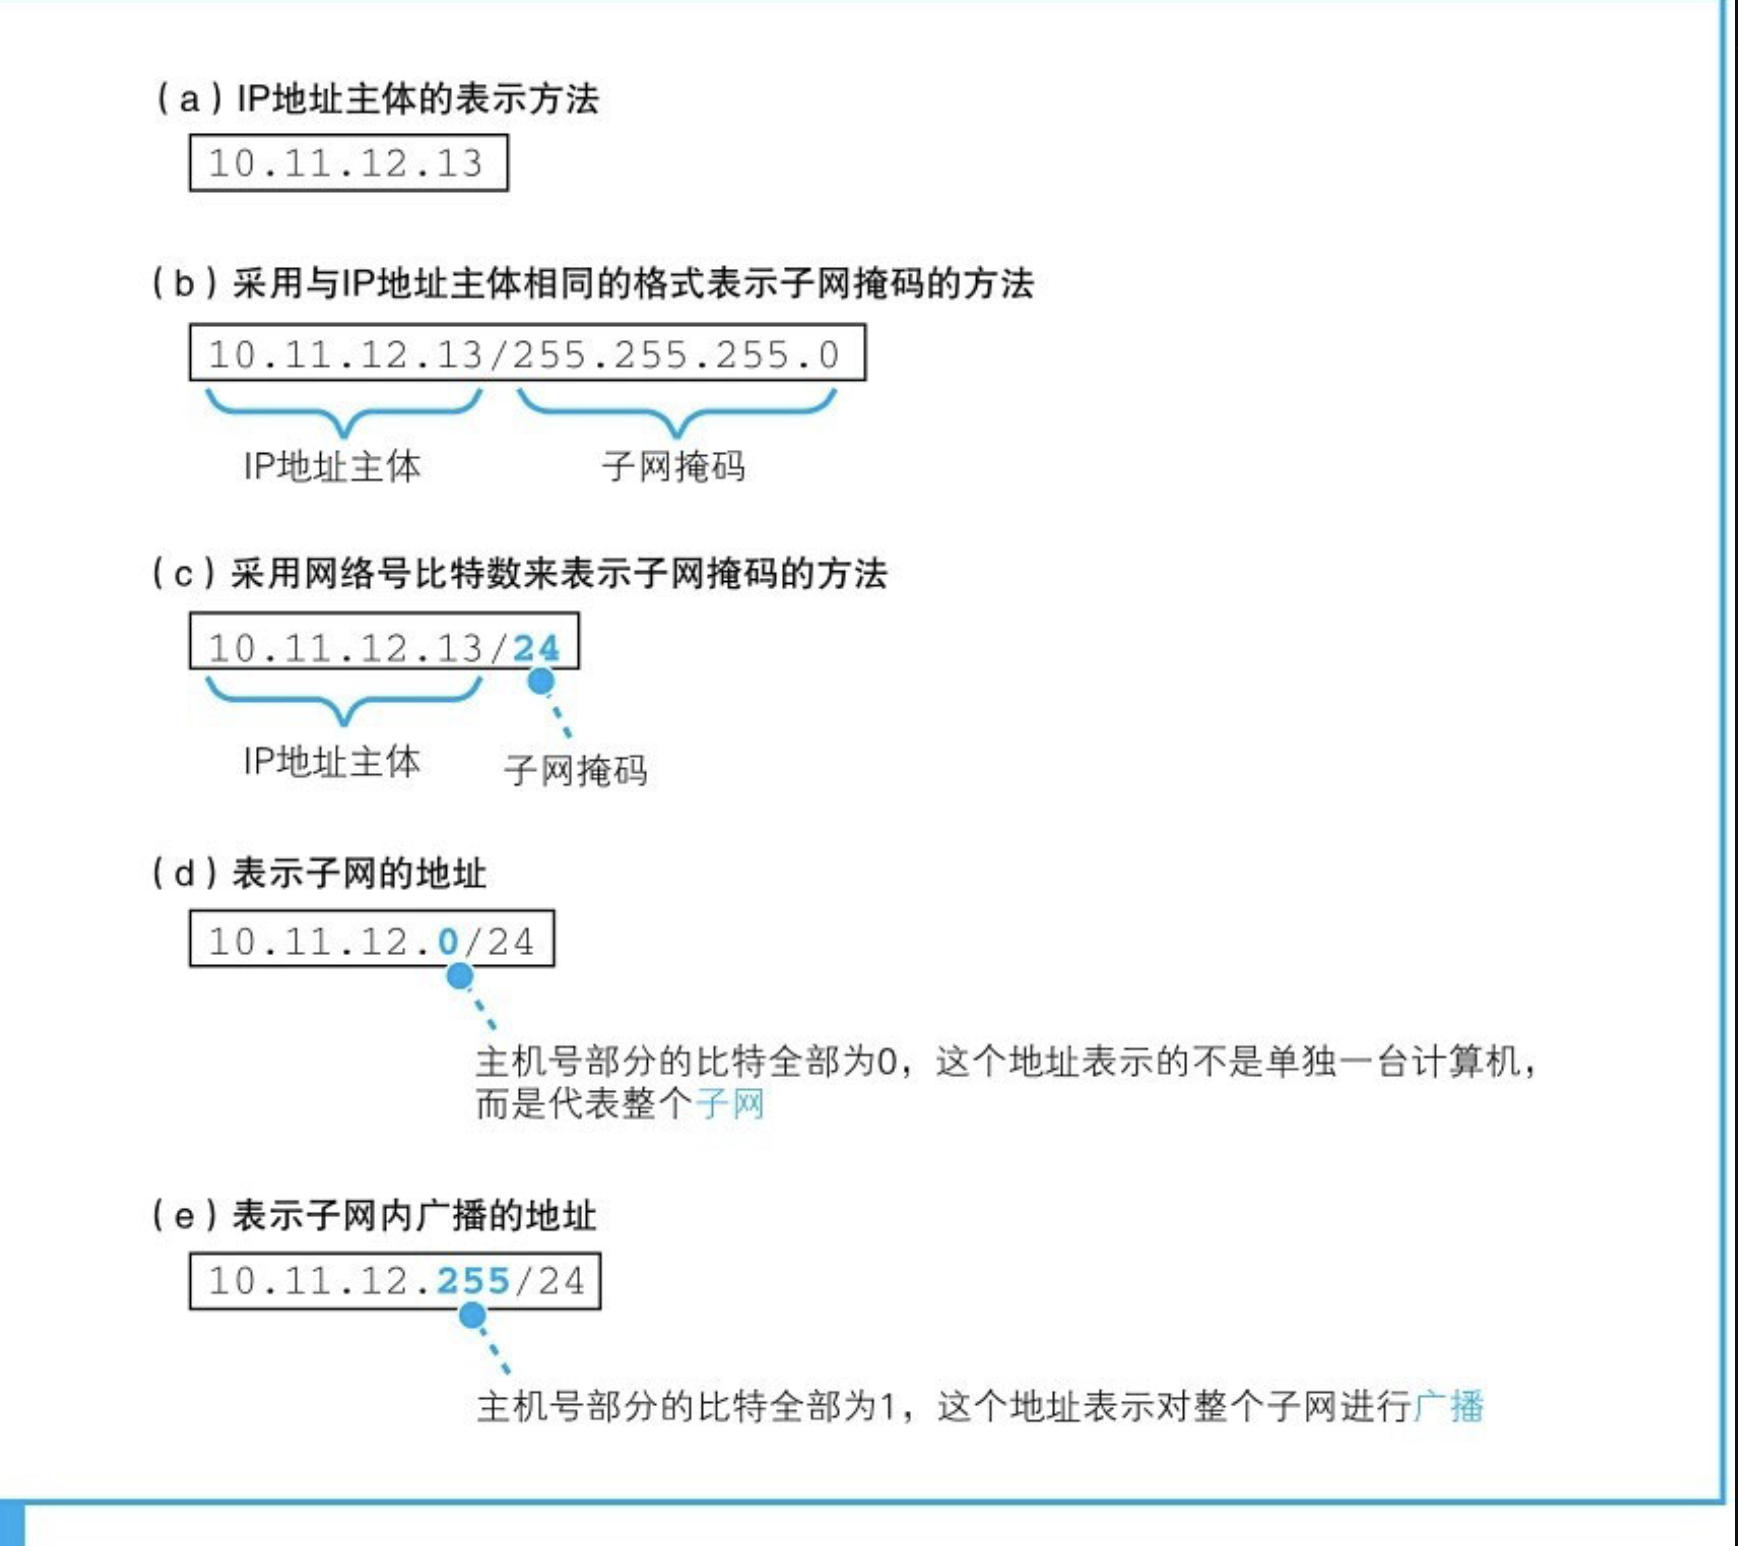 (a) IP地址主体的表示方法
10.11.12.13
(b) 采用与IP地址主体相同的格式表示子网掩码的方法
10.11.12.13/255.255.255.0
IP地址主体 子网掩码
(c) 采用网络号比特数来表示子网掩码的方法
10.11.12.13/24
IP地址主体 子网掩码
(d) 表示子网的地址
10.11.12.0/24
主机号部分的比特全部为0，这个地址表示的不是单独一台计算机，
而是代表整个子网
(e) 表示子网内广播的地址
10.11.12.255/24
主机号部分的比特全部为1，这个地址表示对整个子网进行广播